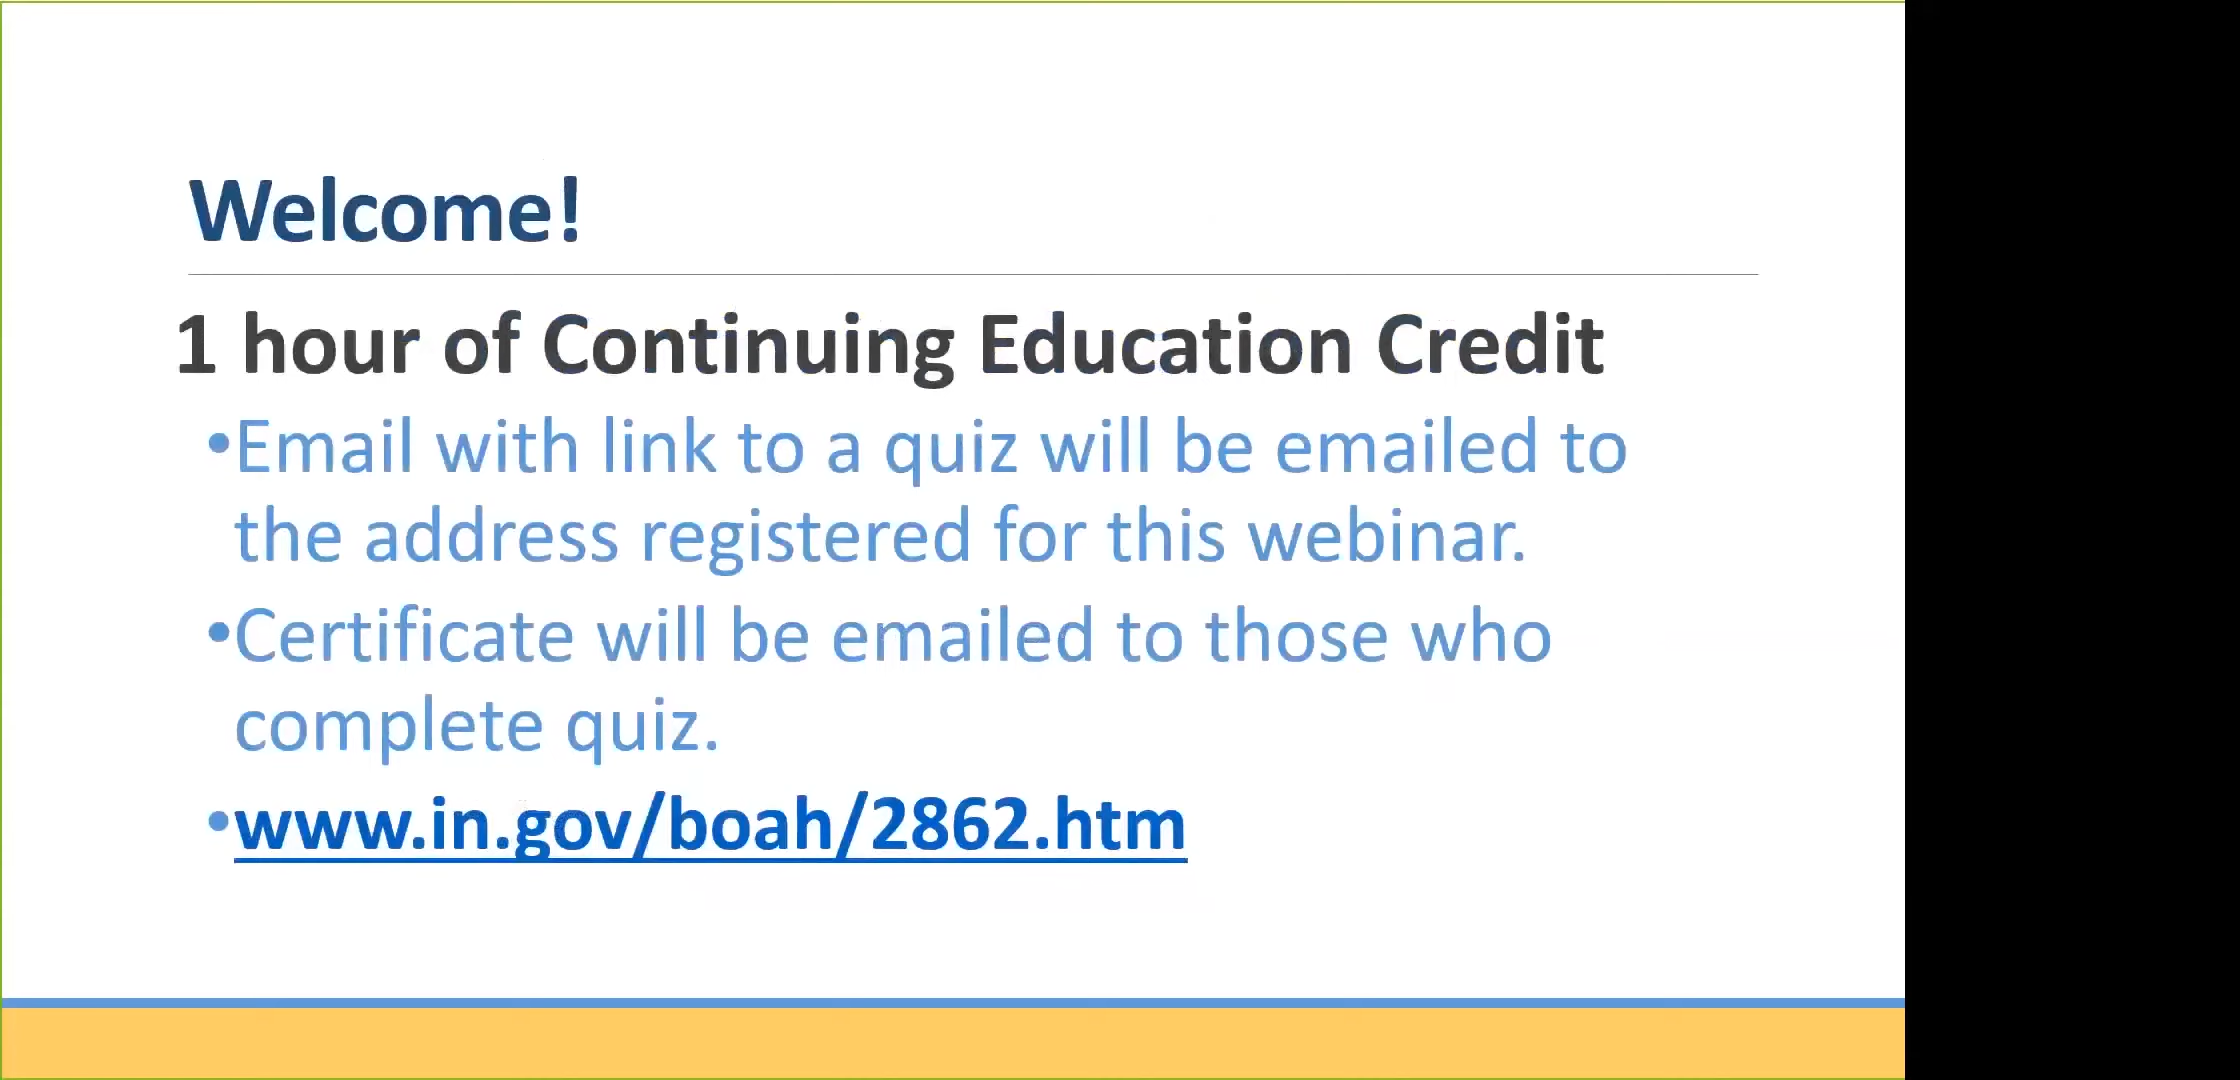 Welcome!
1 hour of Continuing Education Credit
•Email with link to a quiz will be emailed to
the address registered for this webinar.
•Certificate will be emailed to those who
complete quiz.
•www.in.gov/boah/2862.htm